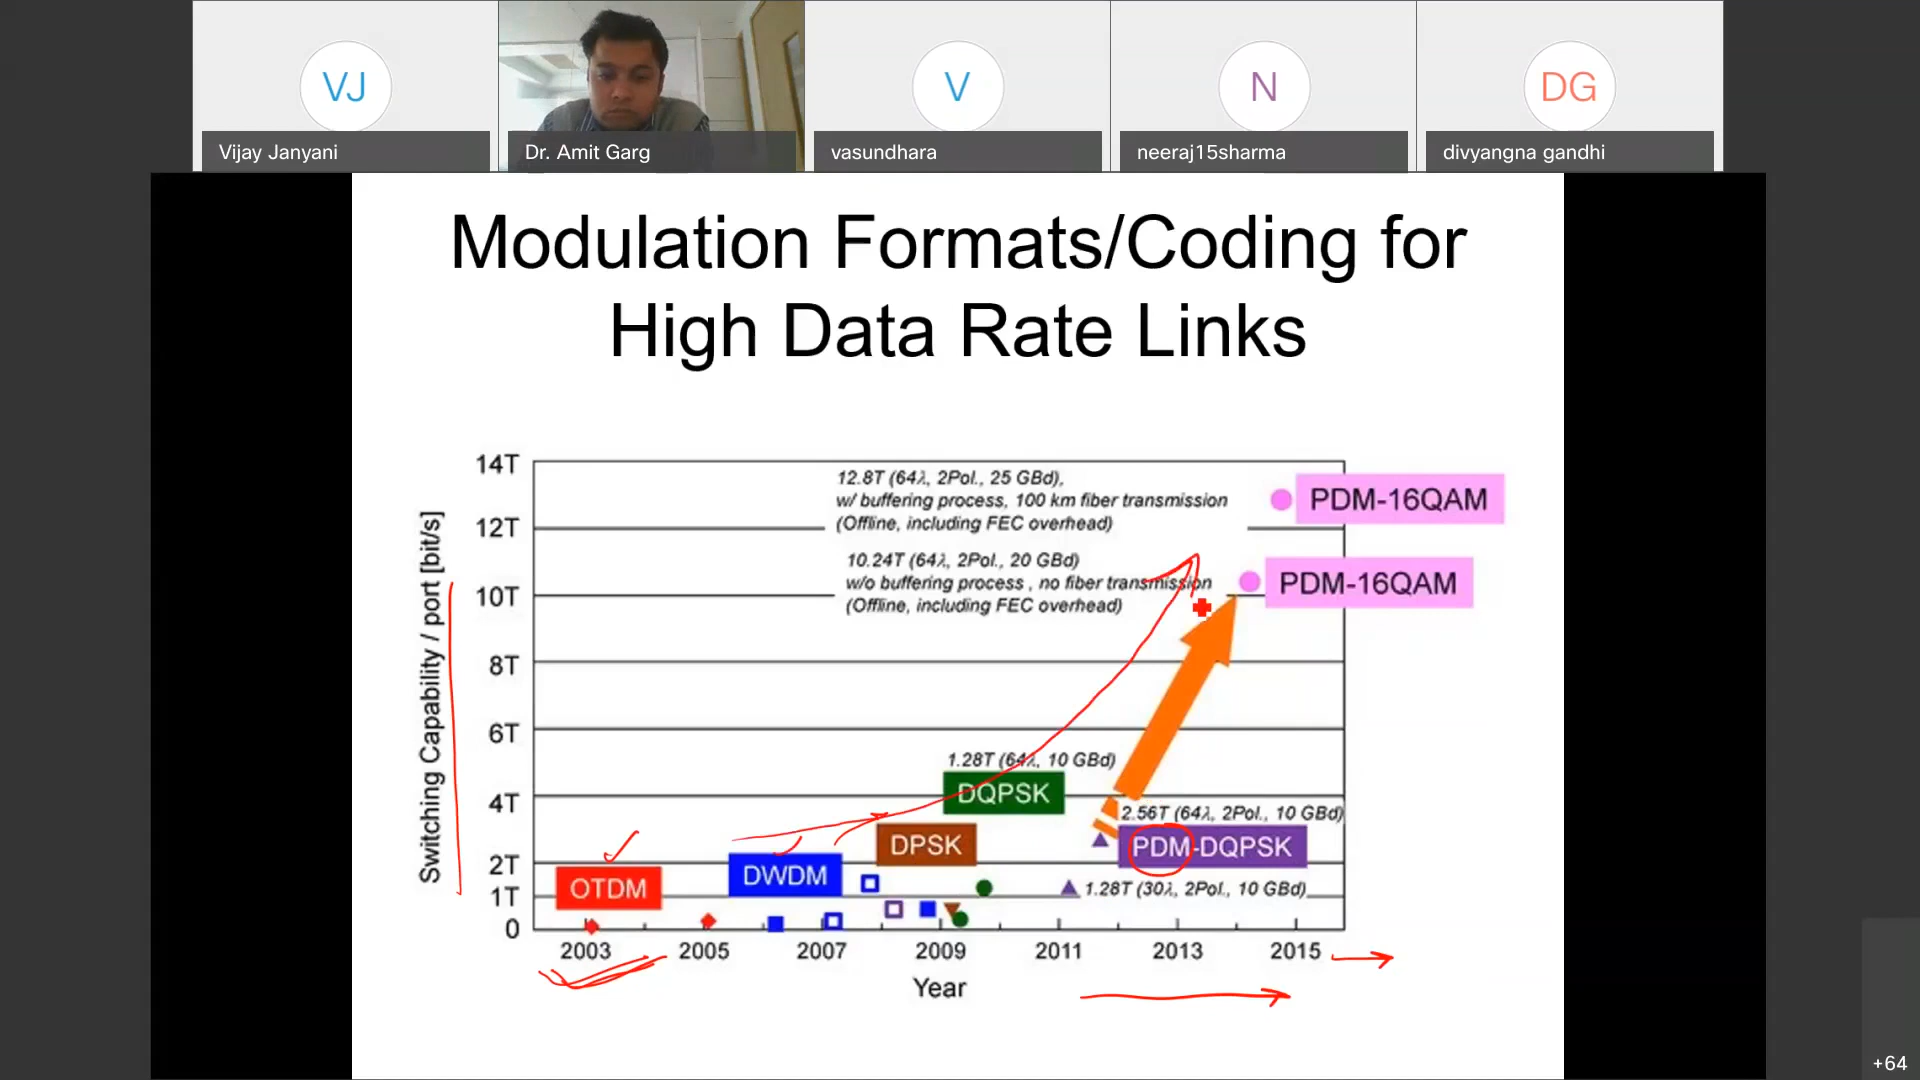 VJ
V
N
DG
Vijay Janyani
Dr. Amit Garg
vasundhara
neeraj15sharma
divyangna gandhi
Modulation Formats/Coding for
High Data Rate Links
14T
12T
10T
8T
6T
4T
2T
1T
0
Switching Capability / port [bit/s]
12.8T (64λ, 2Pol., 25 GBd),
w/ buffering process, 100 km fiber transmission
(Offline, including FEC overhead)
PDM-16QAM
10.24T (64λ, 2Pol., 20 GBd)
w/o buffering process , no fiber transmission
(Offline, including FEC overhead)
PDM-16QAM
1.28T (64λ, 10 GBd)
DQPSK
2.56T (64λ, 2Pol., 10 GBd)
DPSK
PDM-DQPSK
OTDM
DWDM
1.28T (30λ, 2Pol., 10 GBd)
2003
2005
2007
2009
2011
2013
2015
Year
+64